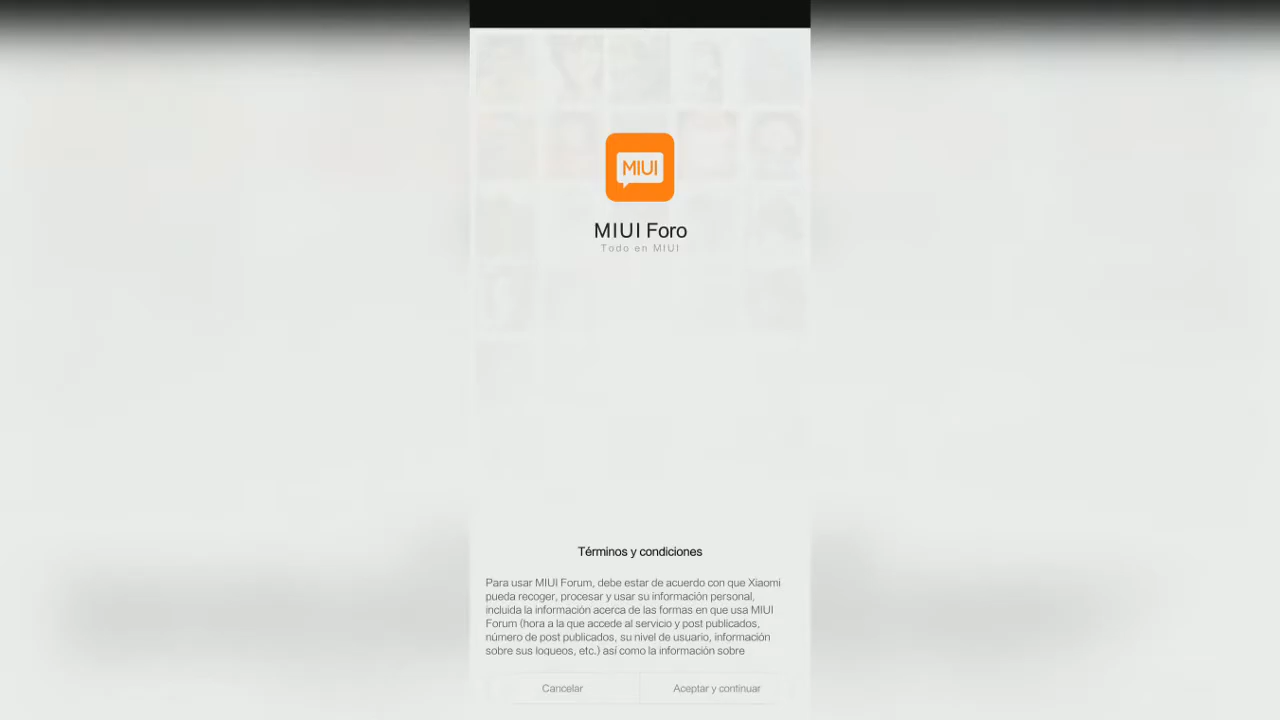 MIUI
MIUI Foro
Todo en MIUI
Términos y condiciones
Para usar MIUI Forum, debe estar de acuerdo con que Xiaomi
pueda recoger, procesar y usar su información personal,
incluida la información acerca de las formas en que usa MIUI
Forum (hora a la que accede al servicio y post publicados,
número de post publicados, su nivel de usuario, información
sobre sus loqueos, etc.) así como la información sobre
Cancelar
Aceptar y continuar